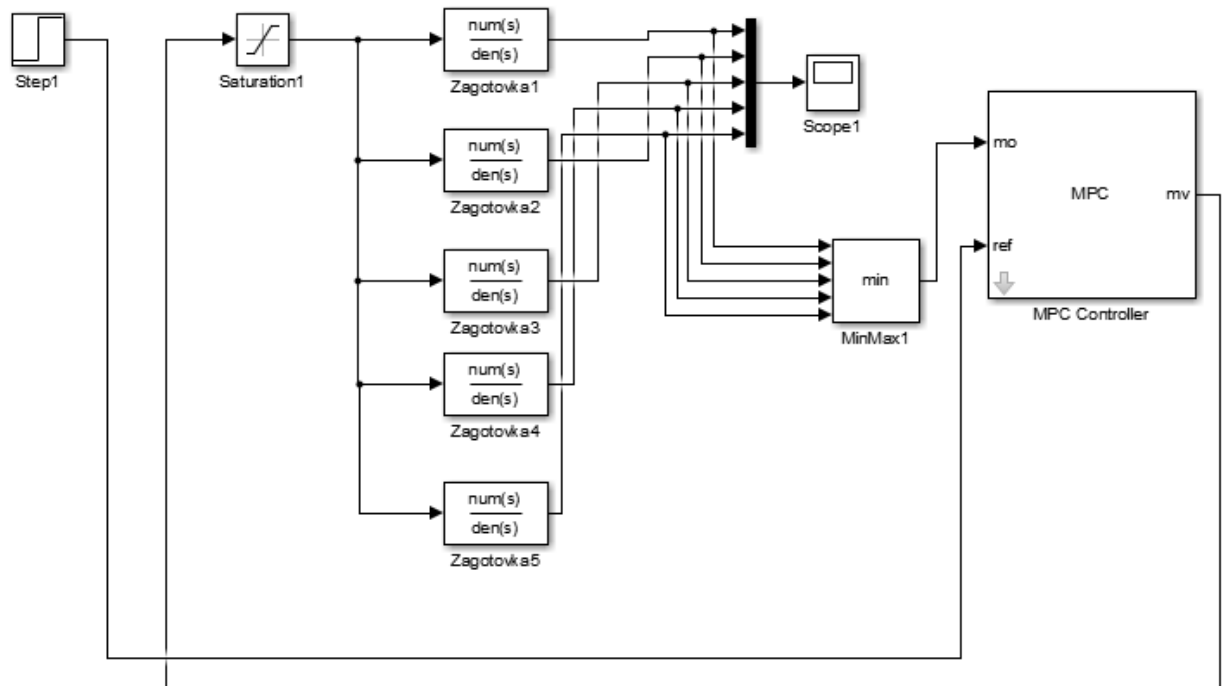 Step1
Saturation1
num(s)
den(s)
Zagotovka1
num(s)
den(s)
Zagotovka2
num(s)
den(s)
Zagotovka3
num(s)
den(s)
Zagotovka4
num(s)
den(s)
Zagotovka5
Scope1
min
MinMax1
mo
MPC
mv
ref
MPC Controller